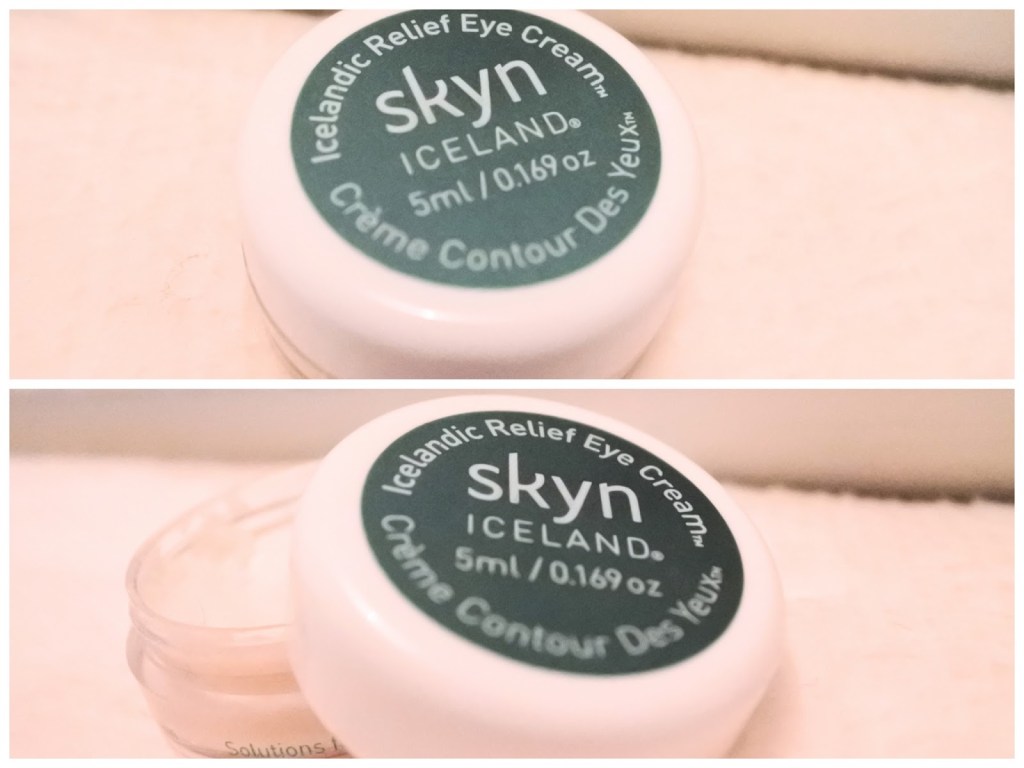 Icelandic Relief Eye Cream™
skyn
ICELAND®
5ml / 0.169 oz
Crème Contour Des Yeux™
Icelandic Relief Eye Cream™
skyn
ICELAND®
5ml / 0.169 oz
Crème Contour Des Yeux™
Solutions